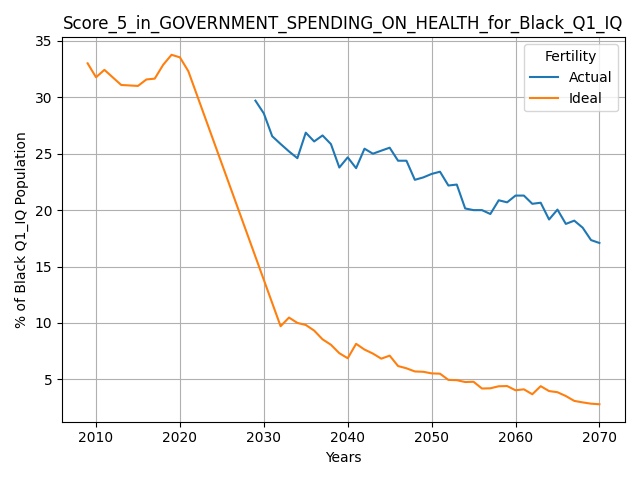 Score_5_in_GOVERNMENT_SPENDING_ON_HEALTH_for_Black_Q1_IQ
Fertility
Actual
Ideal
% of Black Q1_IQ Population
35
30
25
20
15
10
5
2010 2020 2030 2040 2050 2060 2070
Years